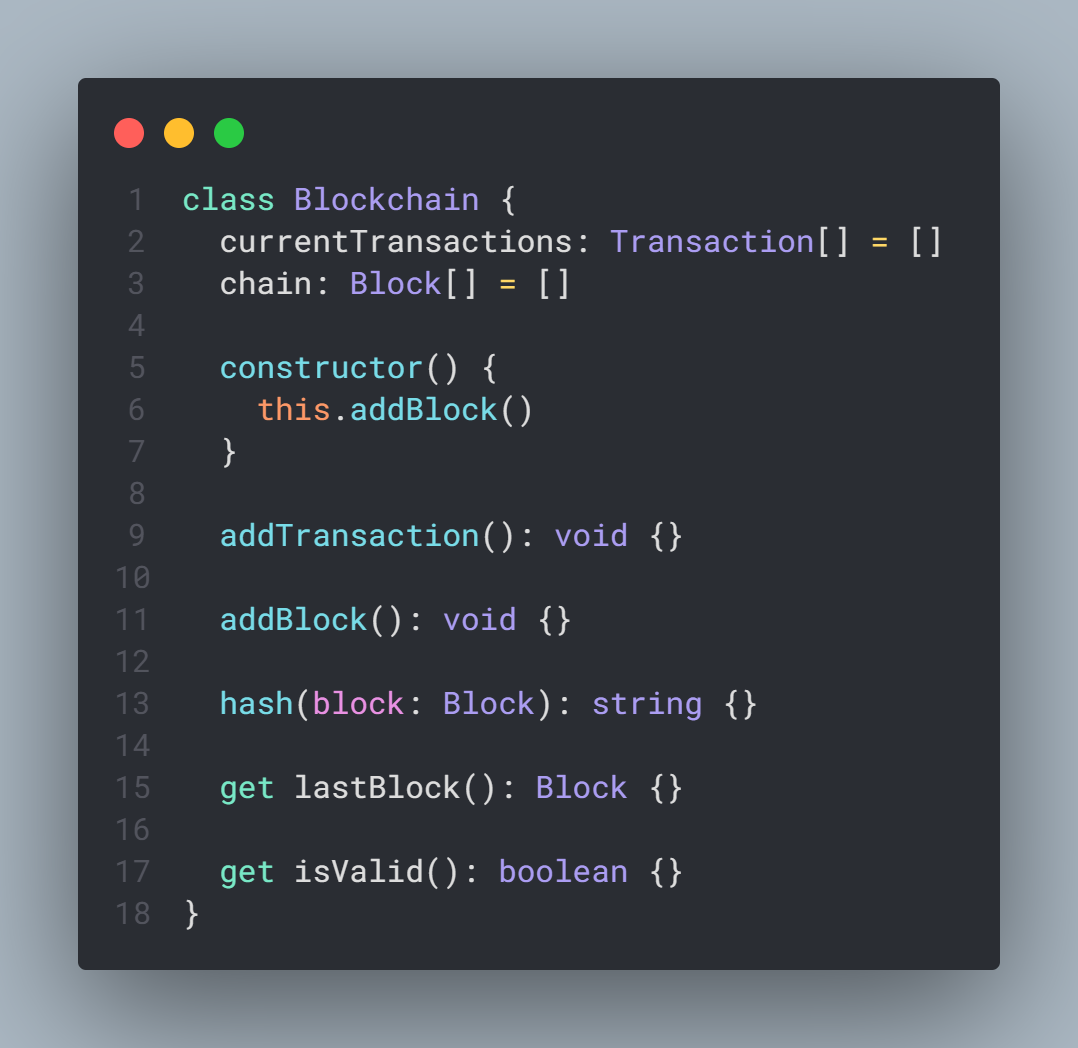 1 class Blockchain {
2   currentTransactions: Transaction[] = []
3   chain: Block[] = []
4
5   constructor() {
6     this.addBlock()
7   }
8
9   addTransaction(): void {}
10
11   addBlock(): void {}
12
13   hash(block: Block): string {}
14
15   get lastBlock(): Block {}
16
17   get isValid(): boolean {}
18 }